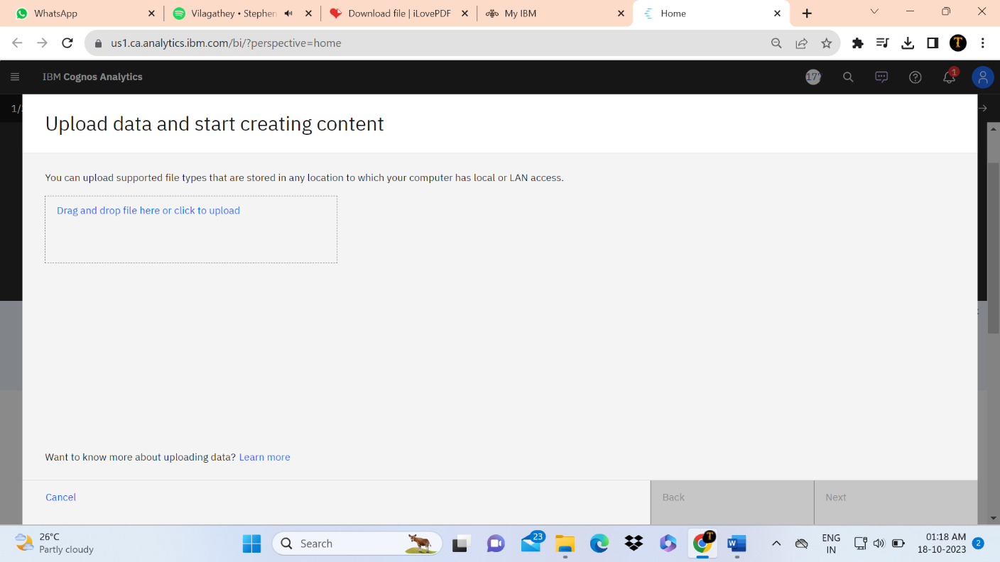 WhatsApp
Vilagathey • Stephen
Download file | iLovePDF
My IBM
Home
us1.ca.analytics.ibm.com/bi/?perspective=home
T
IBM Cognos Analytics
17
1
1/
Upload data and start creating content
You can upload supported file types that are stored in any location to which your computer has local or LAN access.
Drag and drop file here or click to upload
Want to know more about uploading data? Learn more
Cancel
Back
Next
26°C
Partly cloudy
Search
23
T
W
ENG
IN
01:18 AM
18-10-2023
2